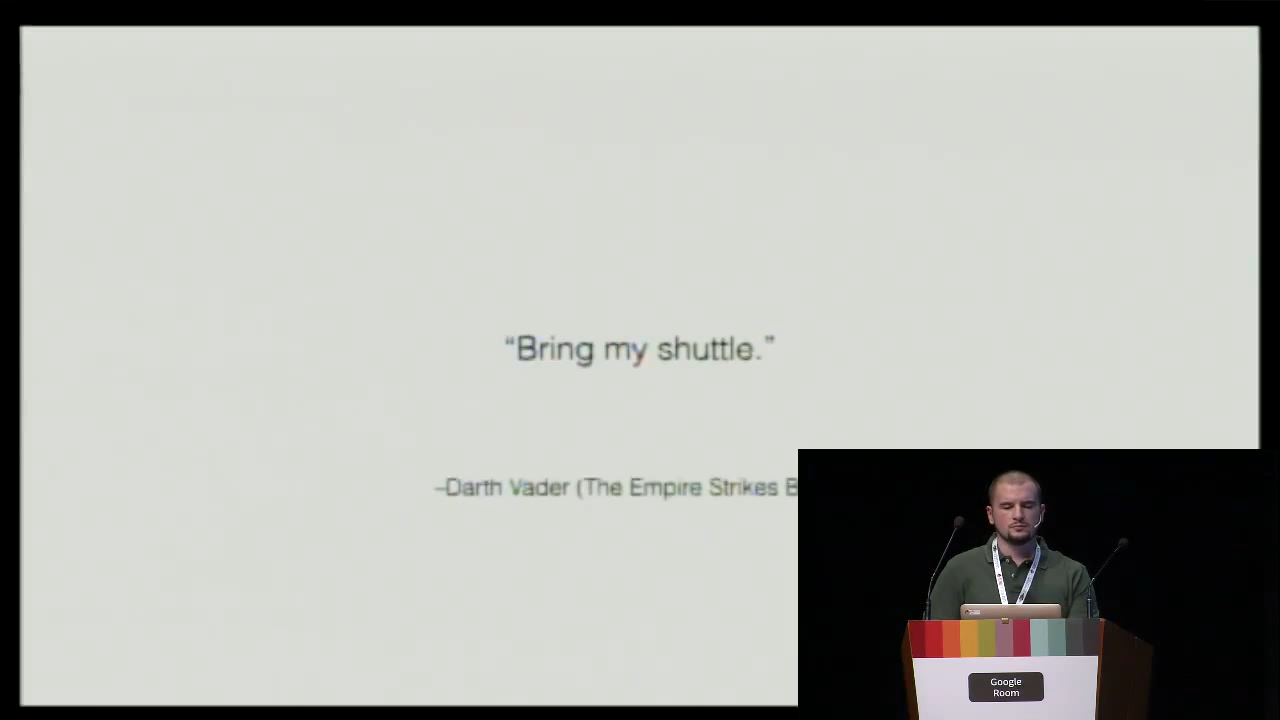 “Bring my shuttle.”
–Darth Vader (The Empire Strikes B
Google
Room